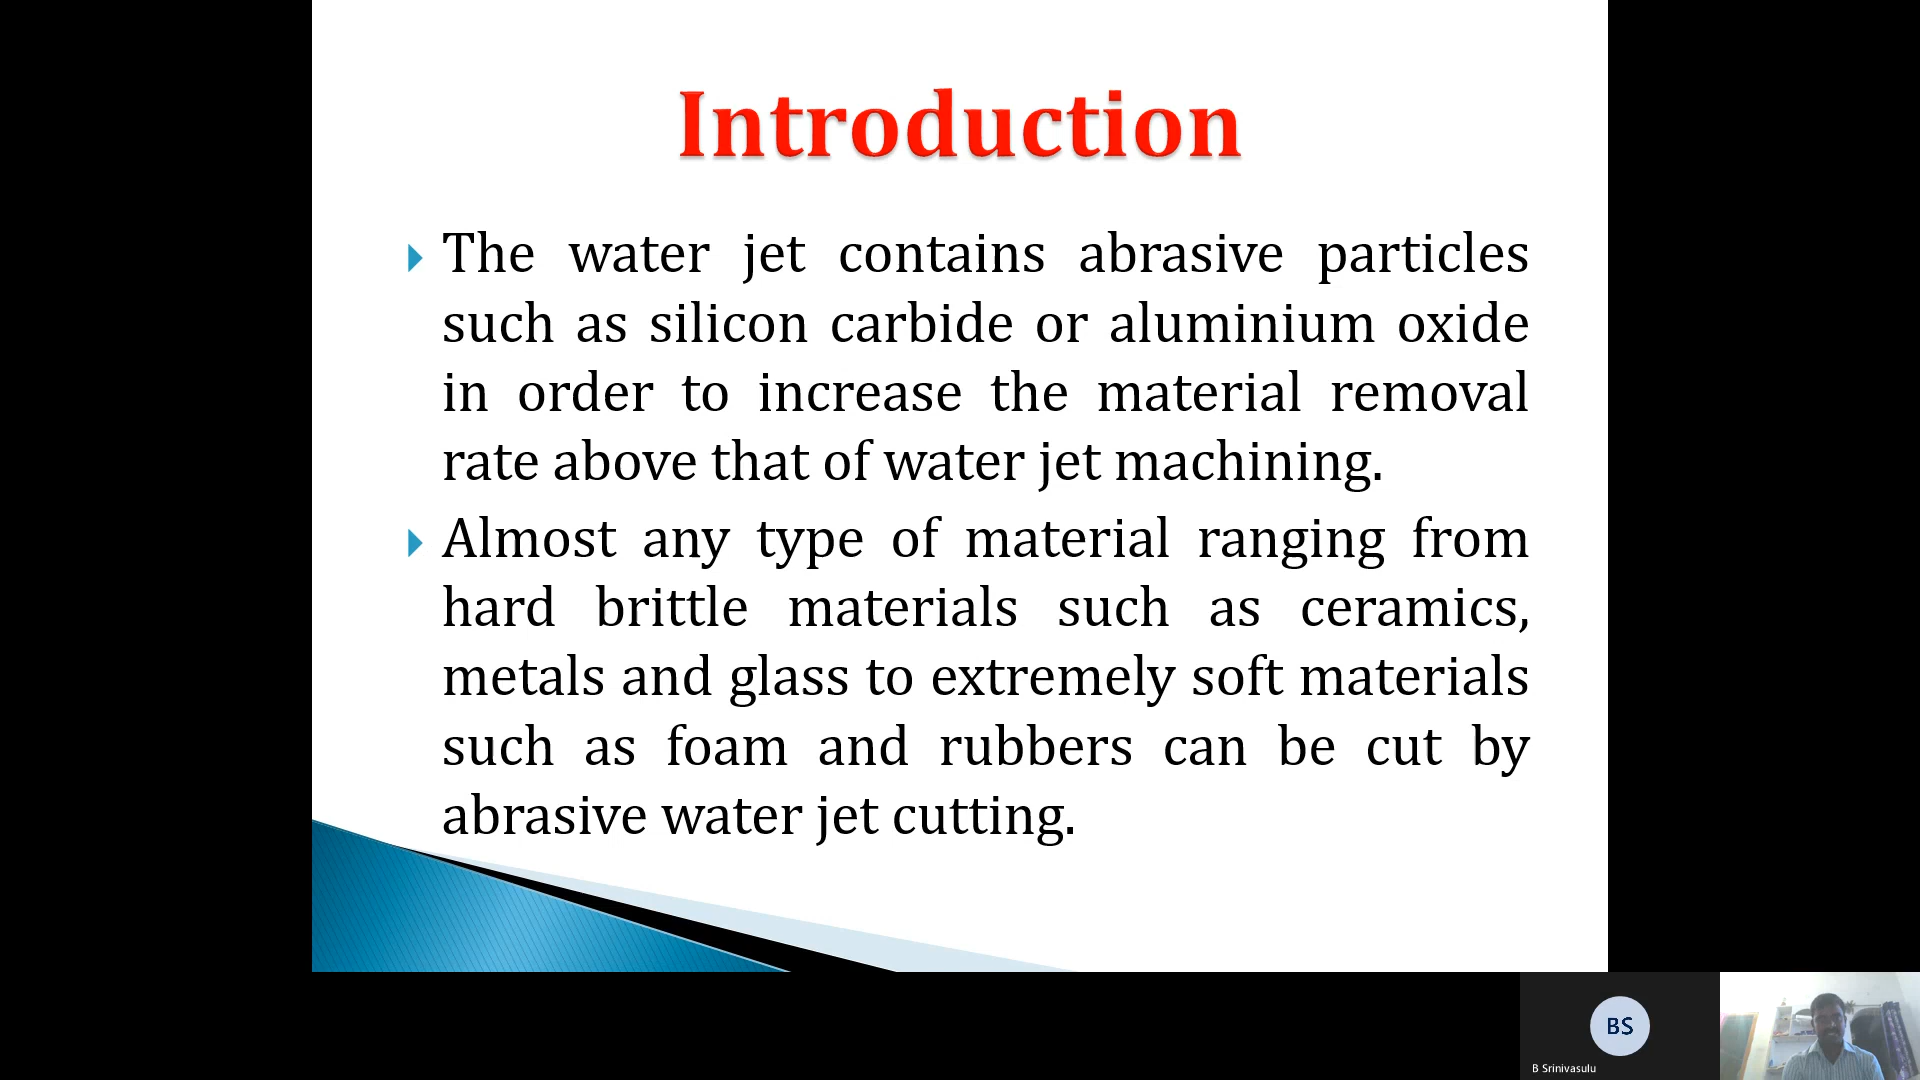 Introduction
The water jet contains abrasive particles
such as silicon carbide or aluminium oxide
in order to increase the material removal
rate above that of water jet machining.
Almost any type of material ranging from
hard brittle materials such as ceramics,
metals and glass to extremely soft materials
such as foam and rubbers can be cut by
abrasive water jet cutting.
BS
B Srinivasulu